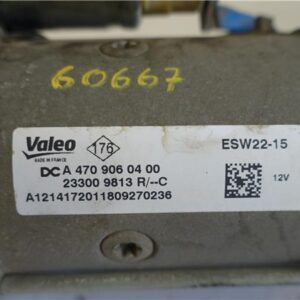 60667
Valeo
MADE IN FRANCE
176
ESW22-15
DC A 470 906 04 00
23300 9813 R/--C
12V
A1214172011809270236